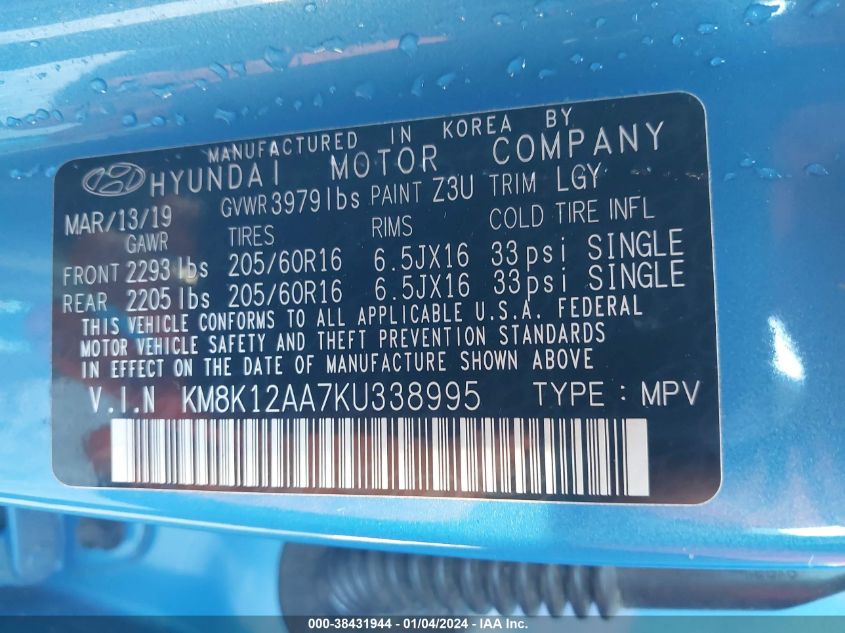 MANUFACTURED IN KOREA BY
HYUNDAI MOTOR COMPANY
MAR/13/19 GVWR 3979lbs PAINT Z3U TRIM LGY
GAWR TIRES RIMS COLD TIRE INFL
FRONT 2293 lbs 205/60R16 6.5JX16 33psi SINGLE
REAR 2205 lbs 205/60R16 6.5JX16 33psi SINGLE
THIS VEHICLE CONFORMS TO ALL APPLICABLE U.S.A. FEDERAL
MOTOR VEHICLE SAFETY AND THEFT PREVENTION STANDARDS
IN EFFECT ON THE DATE OF MANUFACTURE SHOWN ABOVE
V.I.N KM8K12AA7KU338995 TYPE : MPV
000-38431944 - 01/04/2024 - IAA Inc.